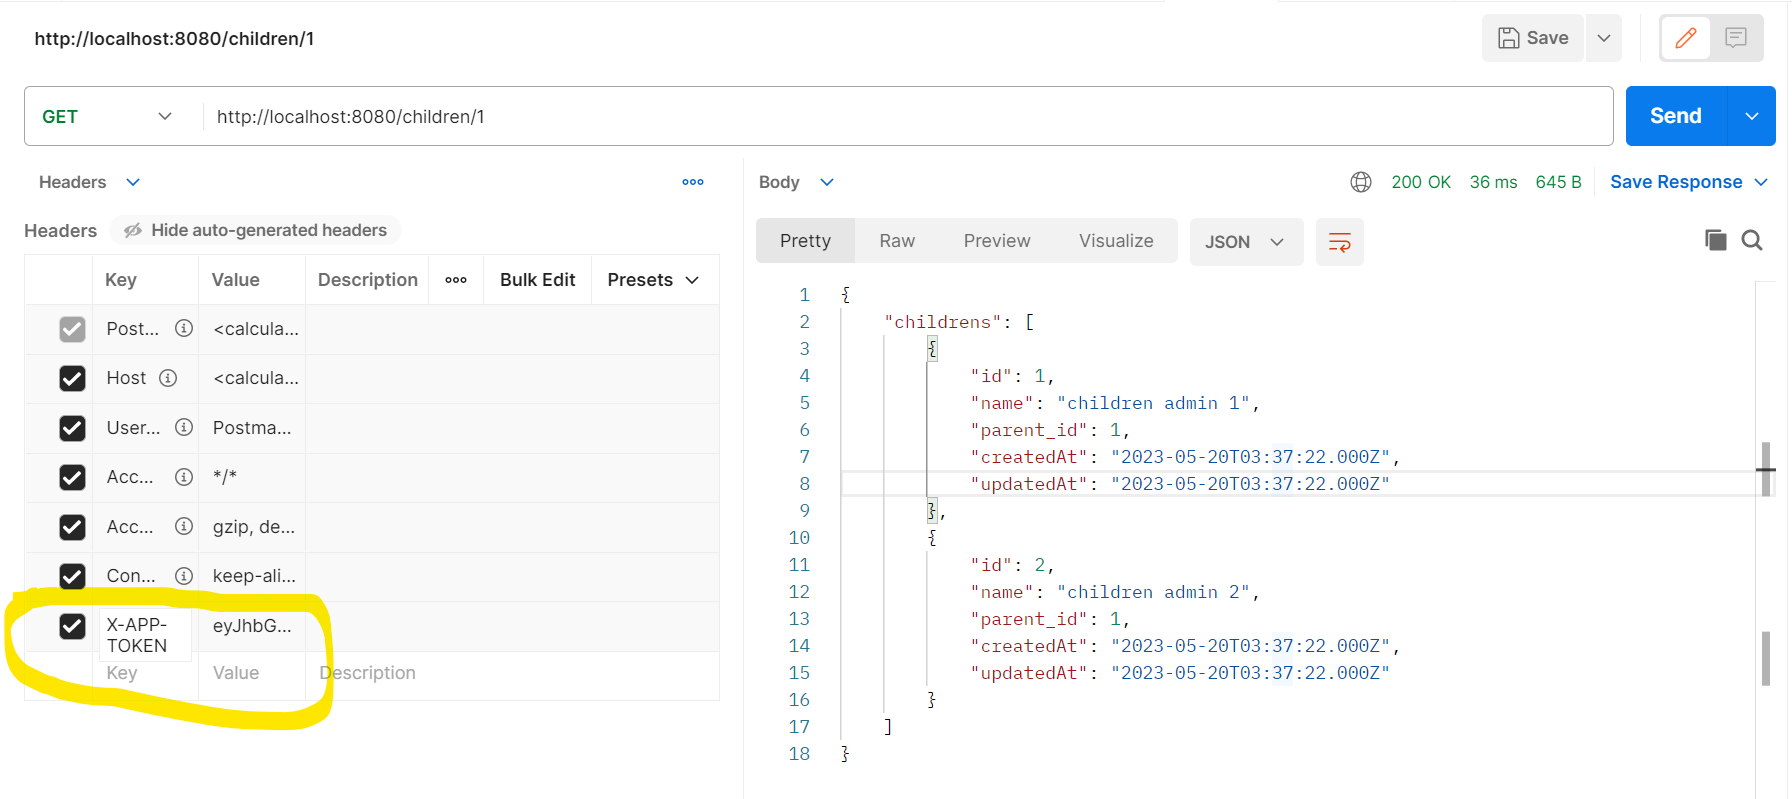 http://localhost:8080/children/1
Save
GET
http://localhost:8080/children/1
Send
Headers
Body
200 OK 36 ms 645 B Save Response
Headers Hide auto-generated headers
Pretty Raw Preview Visualize JSON
Key Value Description Bulk Edit Presets
Post... <calcula...
Host <calcula...
User... Postma...
Acc... */*
Acc... gzip, de...
Con... keep-ali...
X-APP-
TOKEN
eyJhbG...
Key Value Description
1 {
2 "childrens": [
3 {
4 "id": 1,
5 "name": "children admin 1",
6 "parent_id": 1,
7 "createdAt": "2023-05-20T03:37:22.000Z",
8 "updatedAt": "2023-05-20T03:37:22.000Z"
9 },
10 {
11 "id": 2,
12 "name": "children admin 2",
13 "parent_id": 1,
14 "createdAt": "2023-05-20T03:37:22.000Z",
15 "updatedAt": "2023-05-20T03:37:22.000Z"
16 }
17 ]
18 }